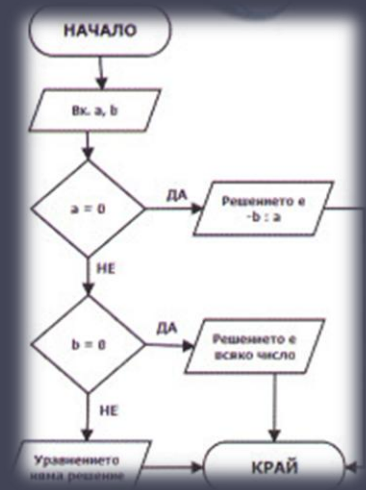 НАЧАЛО
Вх. a, b
a = 0
ДА
Решението е
-b : a
НЕ
b = 0
ДА
Решението е
всяко число
НЕ
Уравнението
няма решение
КРАЙ